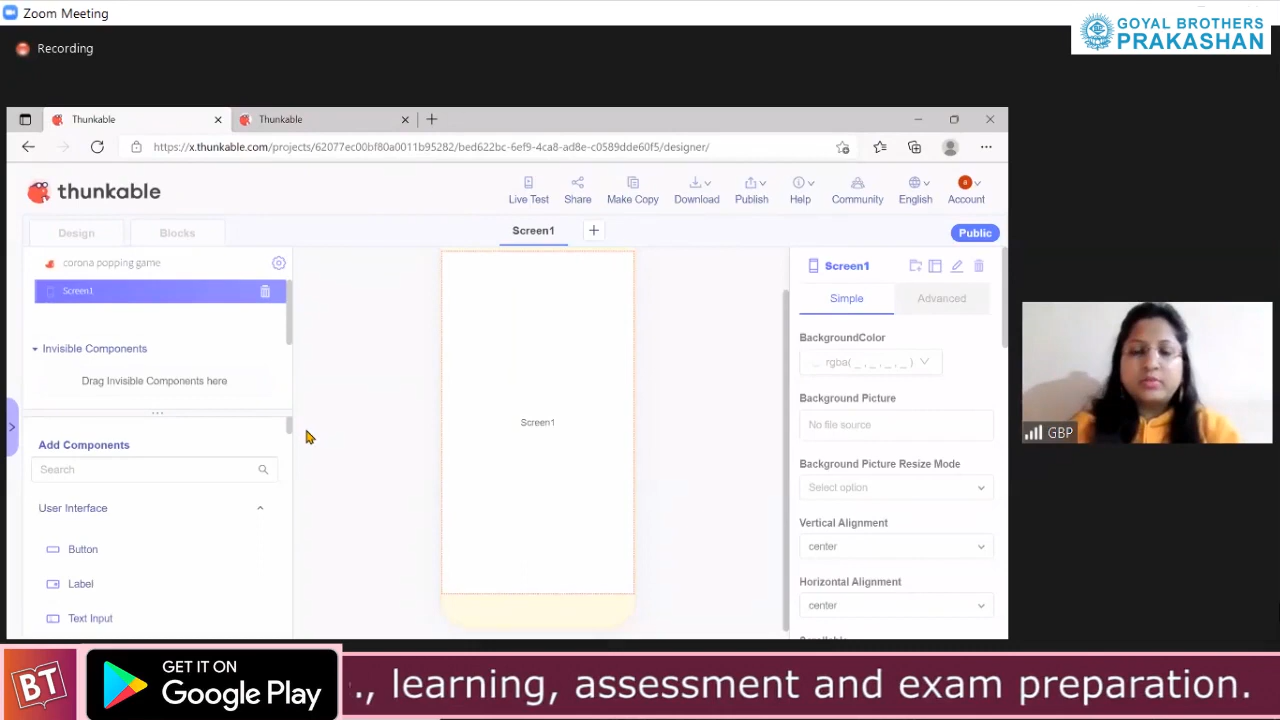 Zoom Meeting
Recording
GOYAL BROTHERS
PRAKASHAN
Thunkable
Thunkable
https://x.thunkable.com/projects/62077ec00bf80a0011b95282/bed622bc-6ef9-4ca8-ad8e-c0589dde60f5/designer/
thunkable
Live Test
Share
Make Copy
Download
Publish
Help
Community
English
Account
Design
Blocks
Screen1
Public
corona popping game
Screen1
Invisible Components
Drag Invisible Components here
Add Components
Search
User Interface
Button
Label
Text Input
Screen1
Screen1
Simple
Advanced
BackgroundColor
rgba( _ , _ , _ , _ )
Background Picture
No file source
Background Picture Resize Mode
Select option
Vertical Alignment
center
Horizontal Alignment
center
GBP
BT
GET IT ON
Google Play
., learning, assessment and exam preparation.